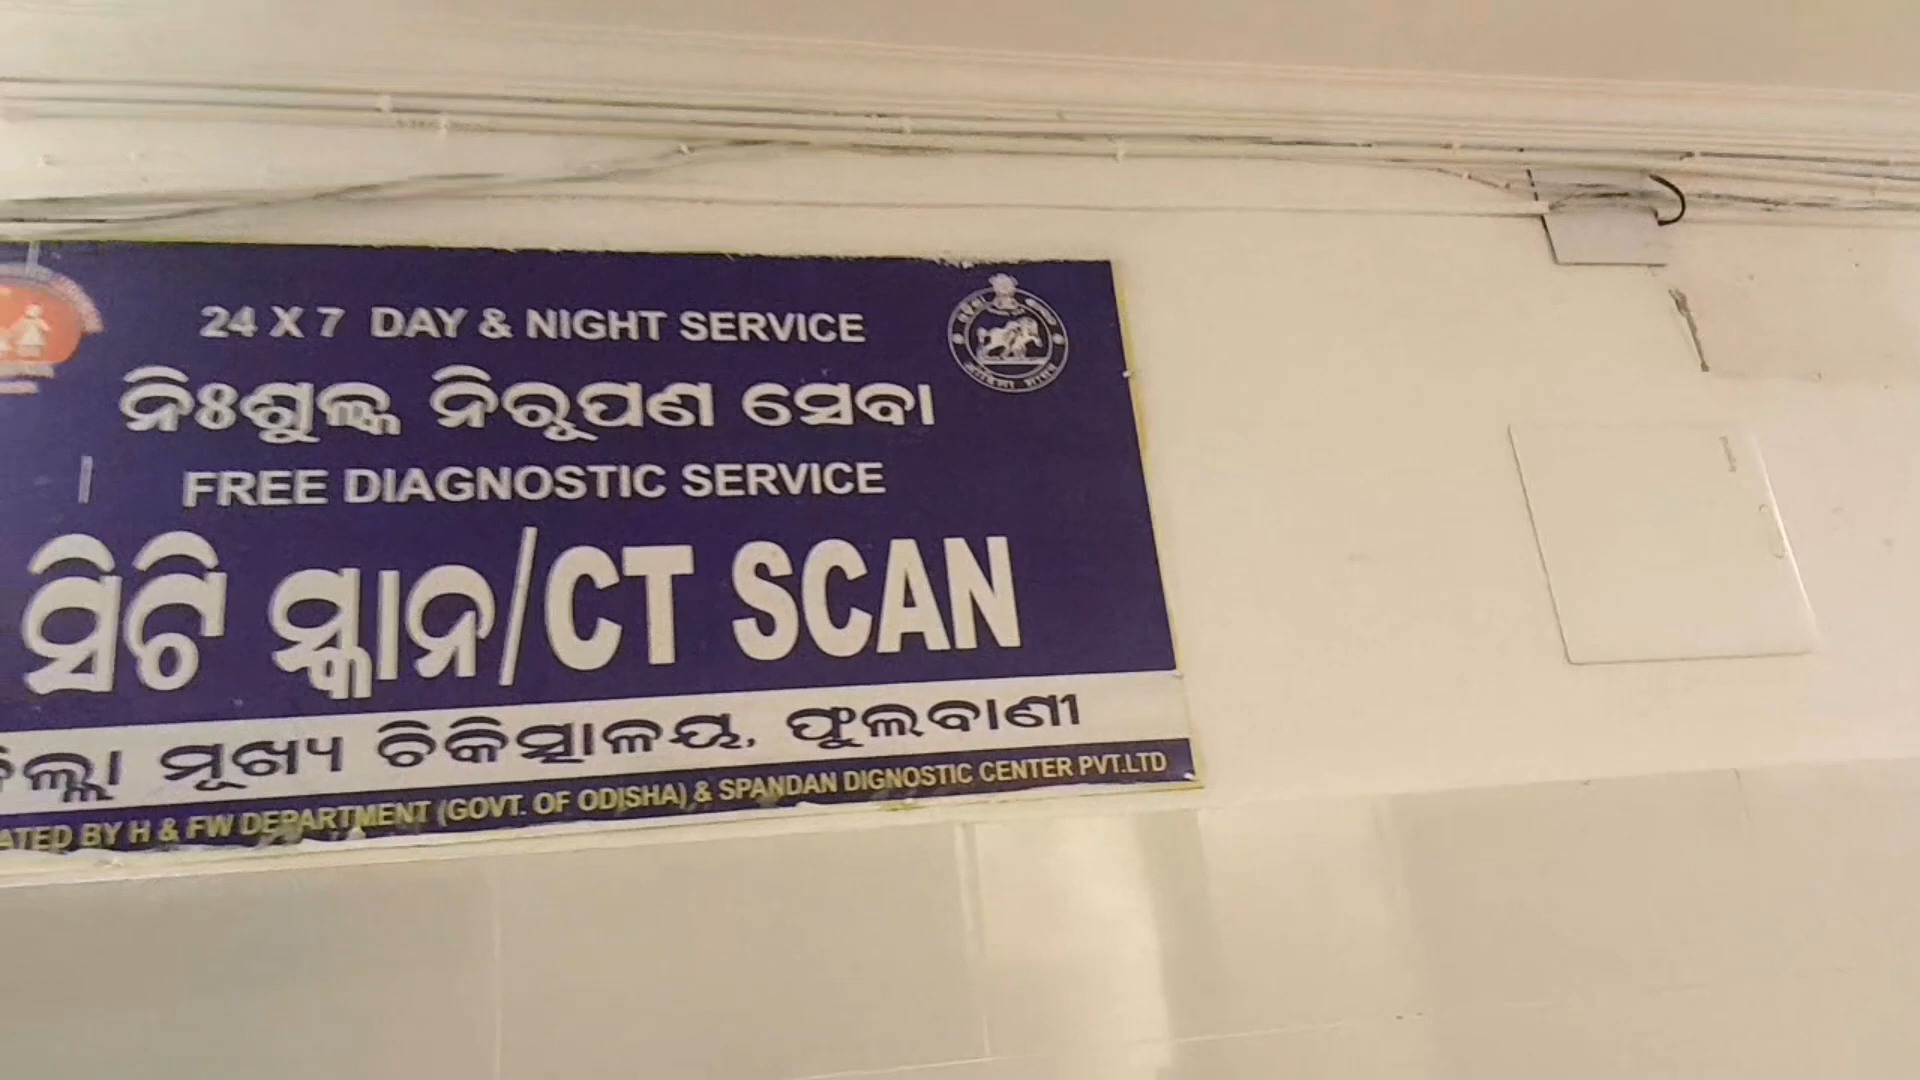 24 X 7 DAY & NIGHT SERVICE
ନିଃଶୁଳ୍କ ନିରୂପଣ ସେବା
FREE DIAGNOSTIC SERVICE
ସିଟି ସ୍କାନ/CT SCAN
ମୂଖ୍ୟ ଚିକିତ୍ସାଳୟ, ଫୁଲବାଣୀ
BY H & FW DEPARTMENT (GOVT. OF ODISHA) & SPANDAN DIGNOSTIC CENTER PVT.LTD